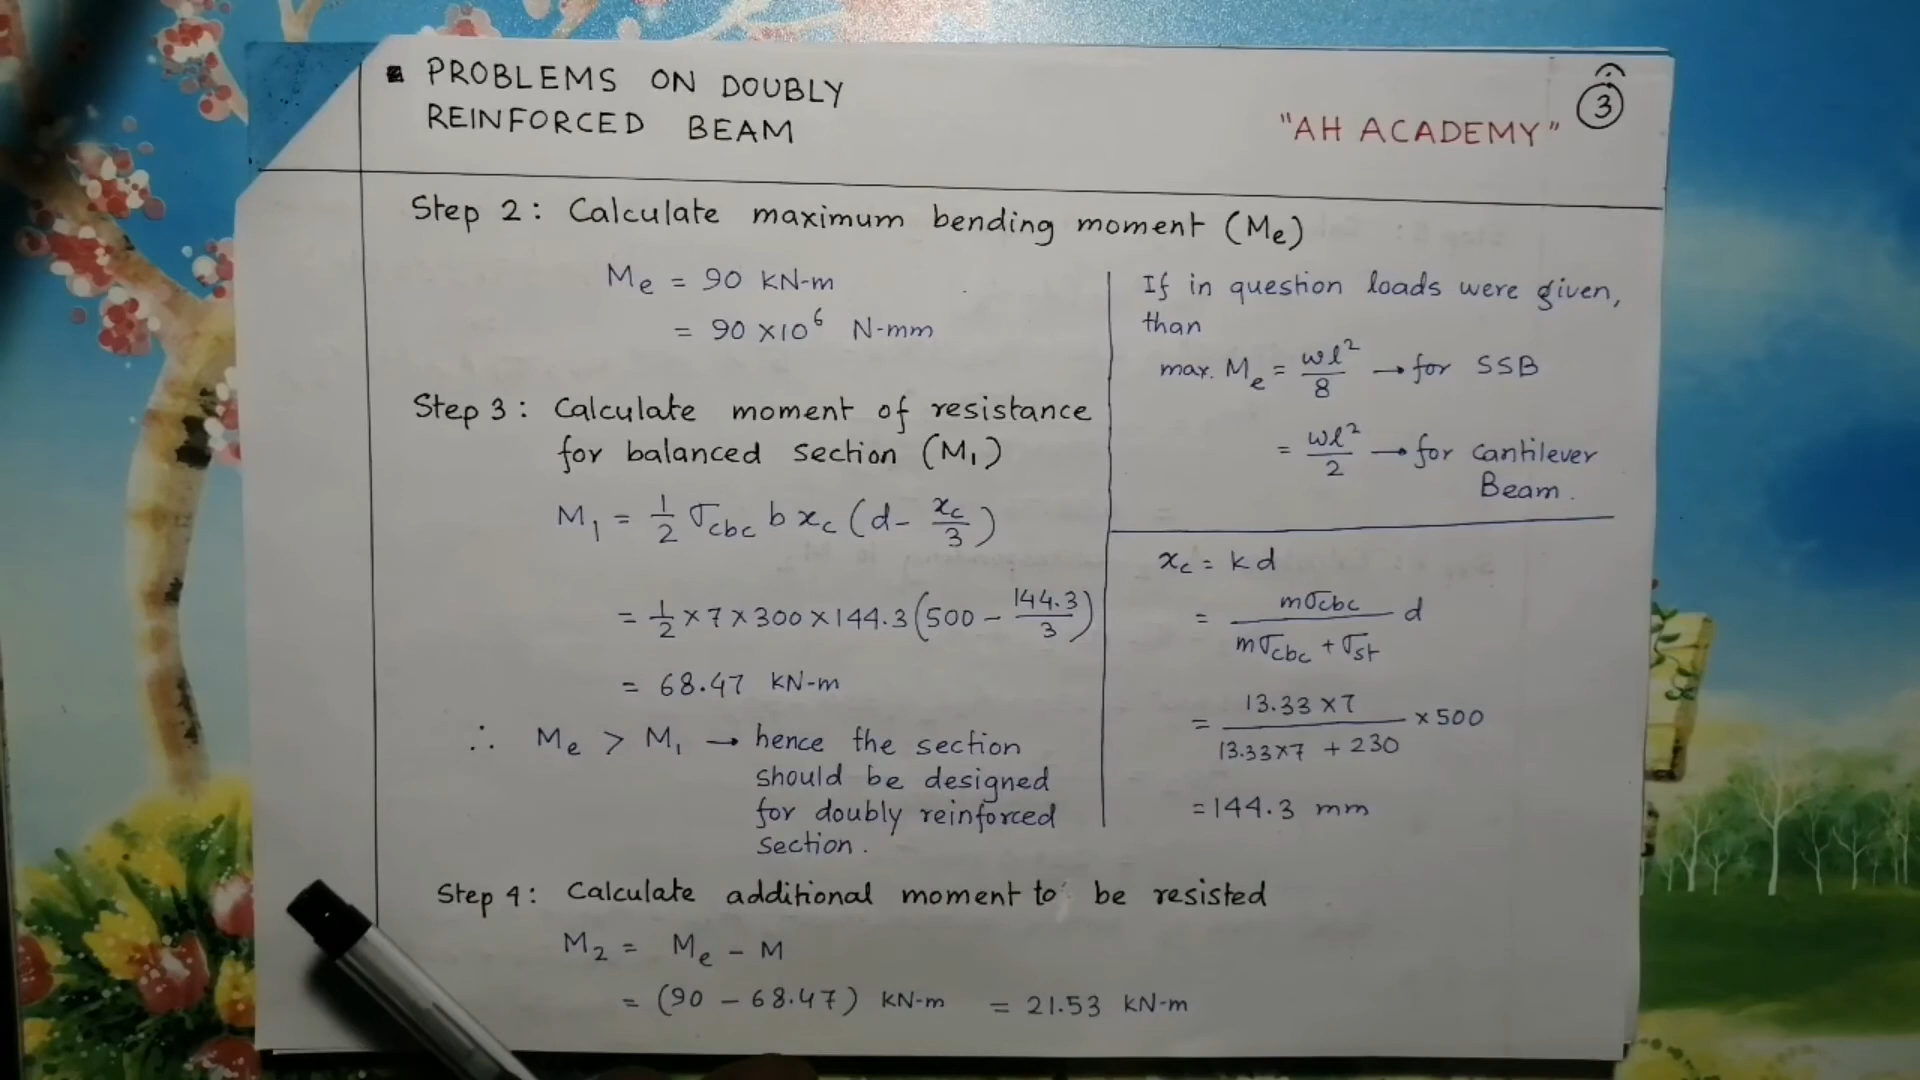 PROBLEMS ON DOUBLY
REINFORCED BEAM
"AH ACADEMY"
3
Step 2: Calculate maximum bending moment (Me)
Me = 90 kN-m
= 90 ×10⁶ N-mm
If in question loads were given,
than
max. Me = wl²/8 → for SSB
= wl²/2 → for cantilever
Beam.
Step 3: Calculate moment of resistance
for balanced section (M₁)
M₁ = 1/2 σcbc b xc (d - xc/3)
= 1/2 × 7 × 300 × 144.3 (500 - 144.3/3)
= 68.47 kN-m
∴ Me > M₁ → hence the section
should be designed
for doubly reinforced
section.
xc = kd
= mσcbc/(mσcbc + σst) d
= 13.33 × 7/(13.33×7 + 230) × 500
= 144.3 mm
Step 4: Calculate additional moment to be resisted
M₂ = Me - M
= (90 - 68.47) kN-m = 21.53 kN-m